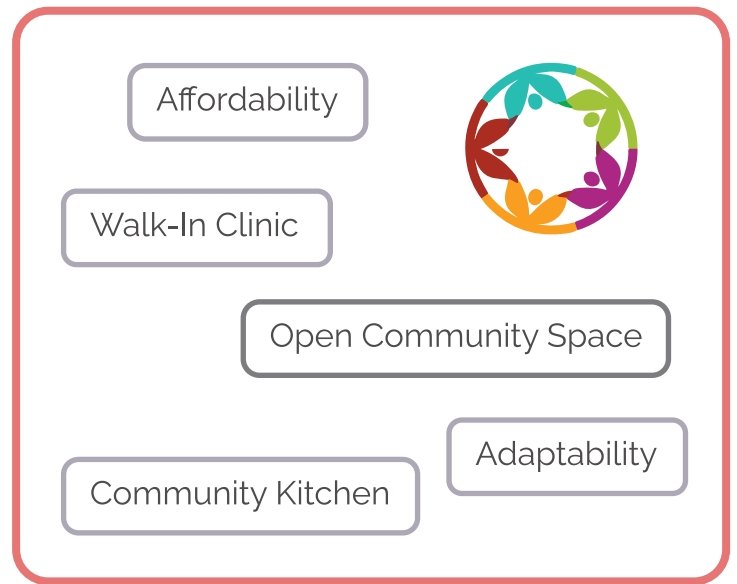 Affordability
Walk-In Clinic
Open Community Space
Adaptability
Community Kitchen